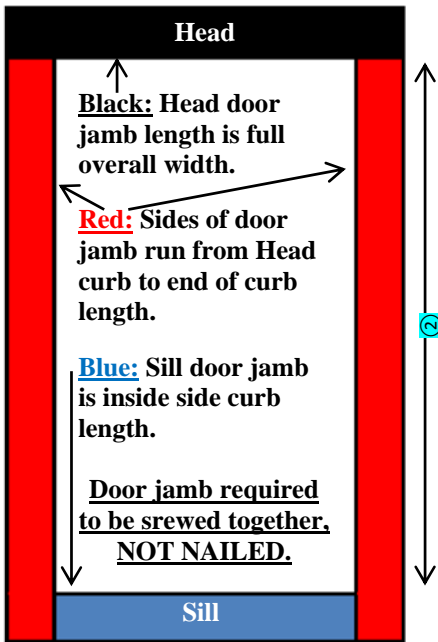 Head
Black: Head door
jamb length is full
overall width.
Red: Sides of door
jamb run from Head
curb to end of curb
length.
②
Blue: Sill door jamb
is inside side curb
length.
Door jamb required
to be srewed together,
NOT NAILED.
Sill